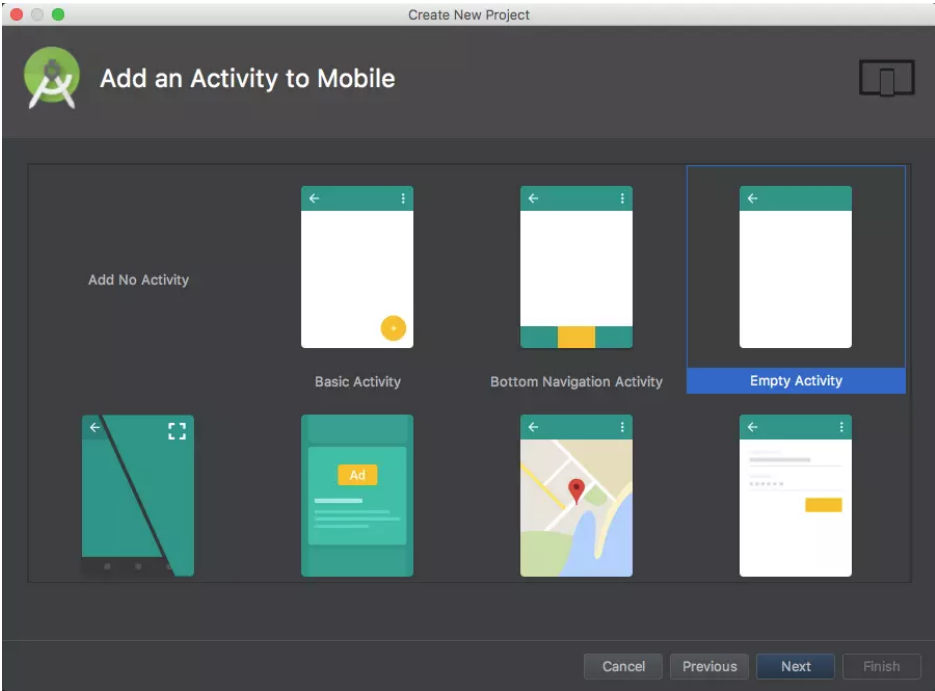 Create New Project
Add an Activity to Mobile
Add No Activity
Basic Activity
Bottom Navigation Activity
Empty Activity
Ad
Cancel
Previous
Next
Finish